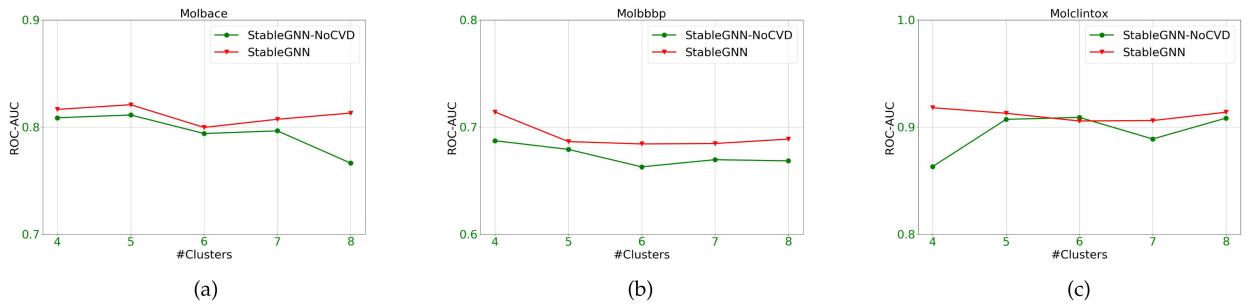 Molbace
0.9
0.8
0.7
ROC-AUC
StableGNN-NoCVD
StableGNN
4 5 6 7 8
#Clusters
(a)
Molbbbp
0.8
0.7
0.6
ROC-AUC
StableGNN-NoCVD
StableGNN
4 5 6 7 8
#Clusters
(b)
Molclintox
1.0
0.9
0.8
ROC-AUC
StableGNN-NoCVD
StableGNN
4 5 6 7 8
#Clusters
(c)